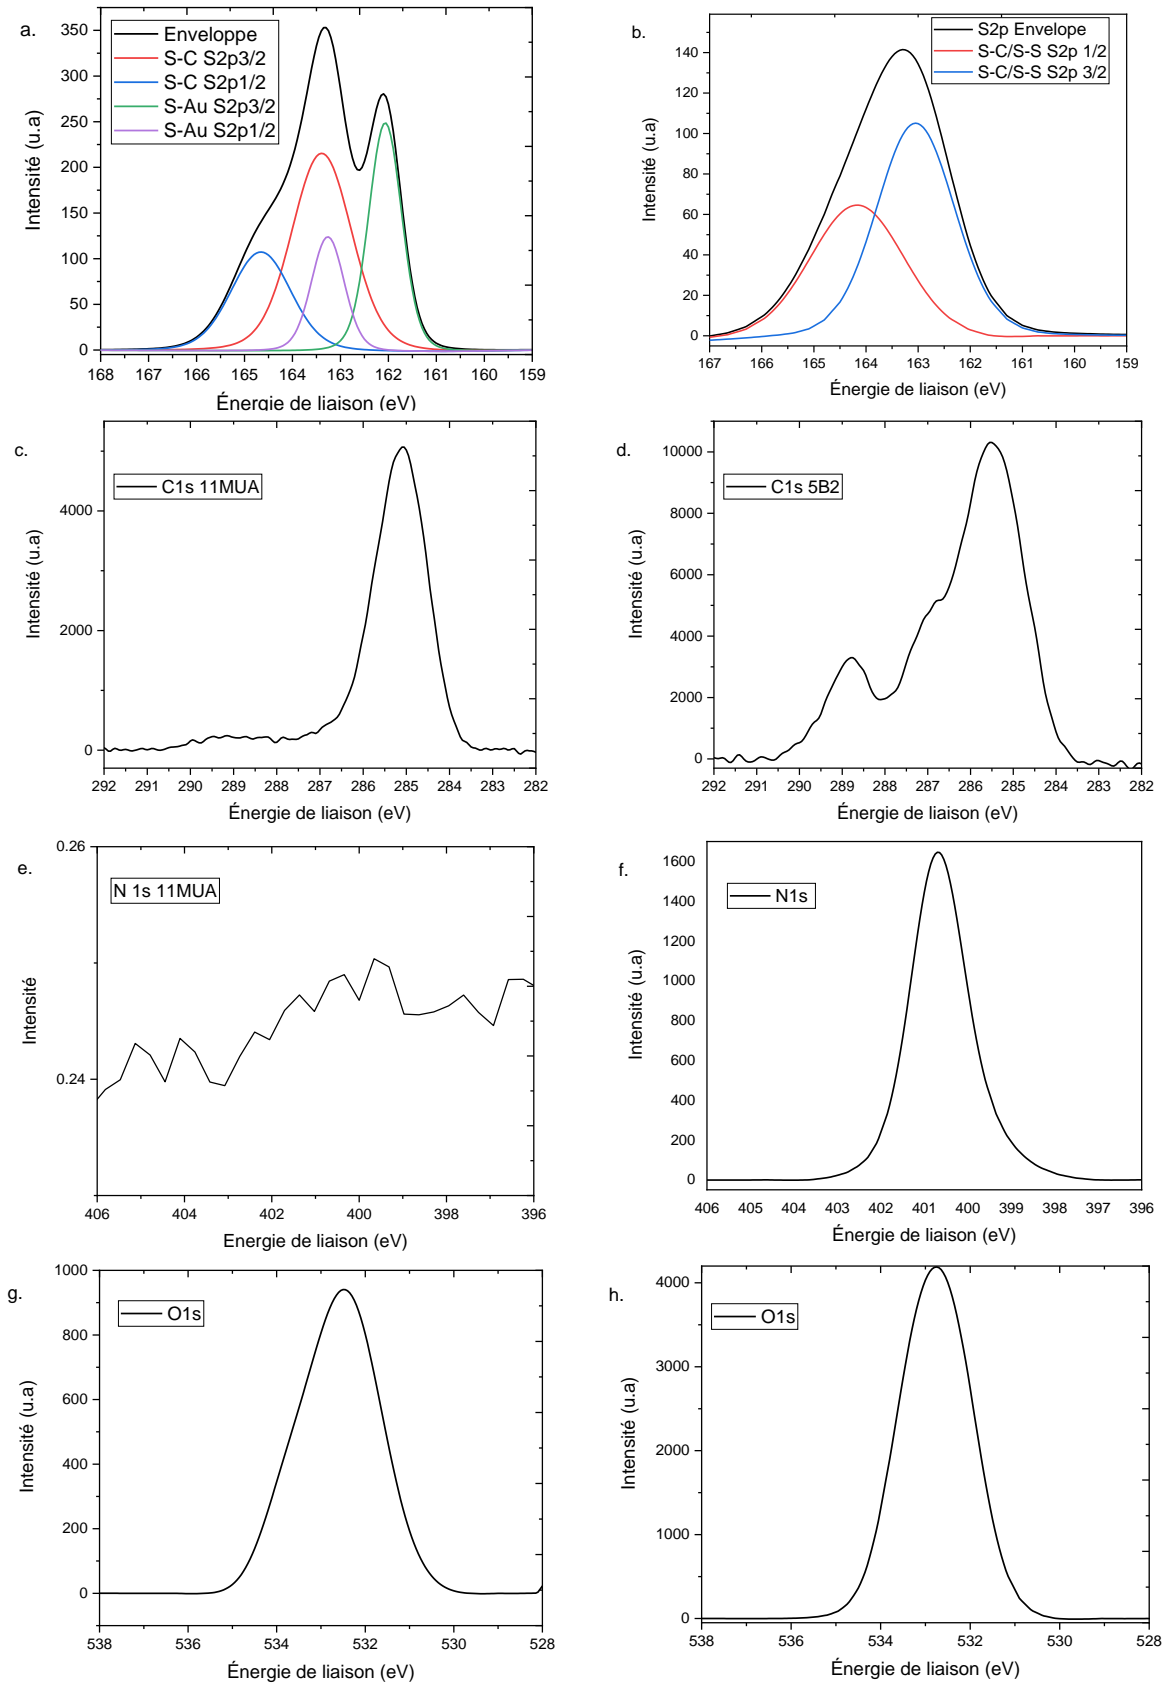 a.
Enveloppe
S-C S2p3/2
S-C S2p1/2
S-Au S2p3/2
S-Au S2p1/2
350
300
250
200
150
100
50
0
Intensité (u.a)
168 167 166 165 164 163 162 161 160 159
Énergie de liaison (eV)
b.
S2p Envelope
S-C/S-S S2p 1/2
S-C/S-S S2p 3/2
140
120
100
80
60
40
20
0
Intensité (u.a)
167 166 165 164 163 162 161 160 159
Énergie de liaison (eV)
c.
C1s 11MUA
4000
2000
0
Intensité (u.a)
292 291 290 289 288 287 286 285 284 283 282
Énergie de liaison (eV)
d.
C1s 5B2
10000
8000
6000
4000
2000
0
Intensité (u.a)
292 291 290 289 288 287 286 285 284 283 282
Énergie de liaison (eV)
e.
N 1s 11MUA
0.26
0.24
Intensité
406 404 402 400 398 396
Energie de liaison (eV)
f.
N1s
1600
1400
1200
1000
800
600
400
200
0
Intensité (u.a)
406 405 404 403 402 401 400 399 398 397 396
Énergie de liaison (eV)
g.
O1s
1000
800
600
400
200
0
Intensité (u.a)
538 536 534 532 530 528
Énergie de liaison (eV)
h.
O1s
4000
3000
2000
1000
0
Intensité (u.a)
538 536 534 532 530 528
Énergie de liaison (eV)